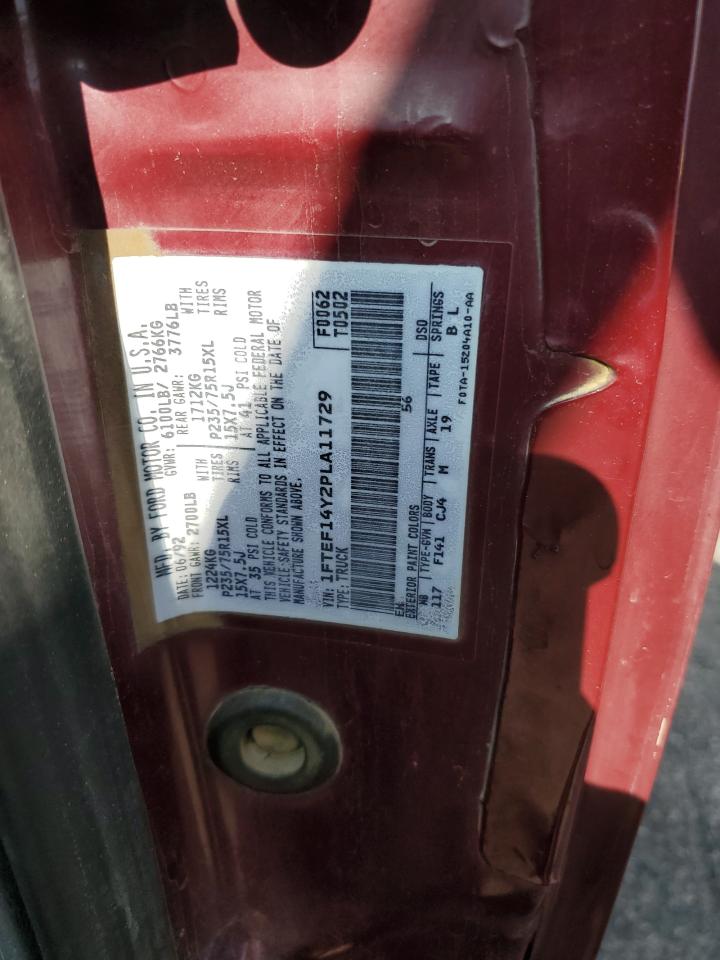 MFD. BY FORD MOTOR CO. IN U.S.A.
DATE: 06/92 GVWR: 6100LB/ 2766KG
FRONT GAWR: 2700LB REAR GAWR: 3776LB
1224KG WITH 1712KG WITH
P235/75R15XL TIRES P235/75R15XL TIRES
15X7.5J RIMS 15X7.5J RIMS
AT 35 PSI COLD AT 41 PSI COLD
THIS VEHICLE CONFORMS TO ALL APPLICABLE FEDERAL MOTOR
VEHICLE SAFETY STANDARDS IN EFFECT ON THE DATE OF
MANUFACTURE SHOWN ABOVE.
VIN: 1FTEF14Y2PLA11729 F0062
TYPE: TRUCK T0502
EM 56
EXTERIOR PAINT COLORS DSO
WB TYPE-GVM BODY TRANS AXLE TAPE SPRINGS
117 F141 CJ4 M 19 B L
F0TA-15204A10-AA